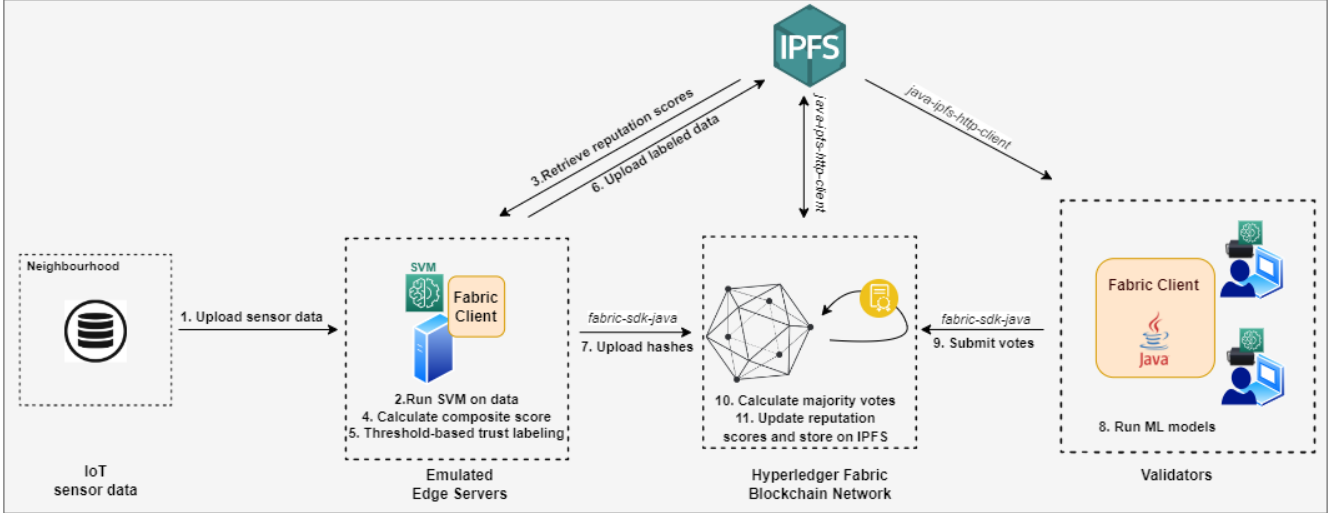 IPFS
3.Retrieve reputation scores
6. Upload labeled data
java-ipfs-http-client
java-ipfs-http-client
Neighbourhood
1. Upload sensor data
SVM
Fabric
Client
2.Run SVM on data
4. Calculate composite score
5. Threshold-based trust labeling
fabric-sdk-java
7. Upload hashes
10. Calculate majority votes
11. Update reputation
scores and store on IPFS
fabric-sdk-java
9. Submit votes
Fabric Client
Java
8. Run ML models
IoT
sensor data
Emulated
Edge Servers
Hyperledger Fabric
Blockchain Network
Validators